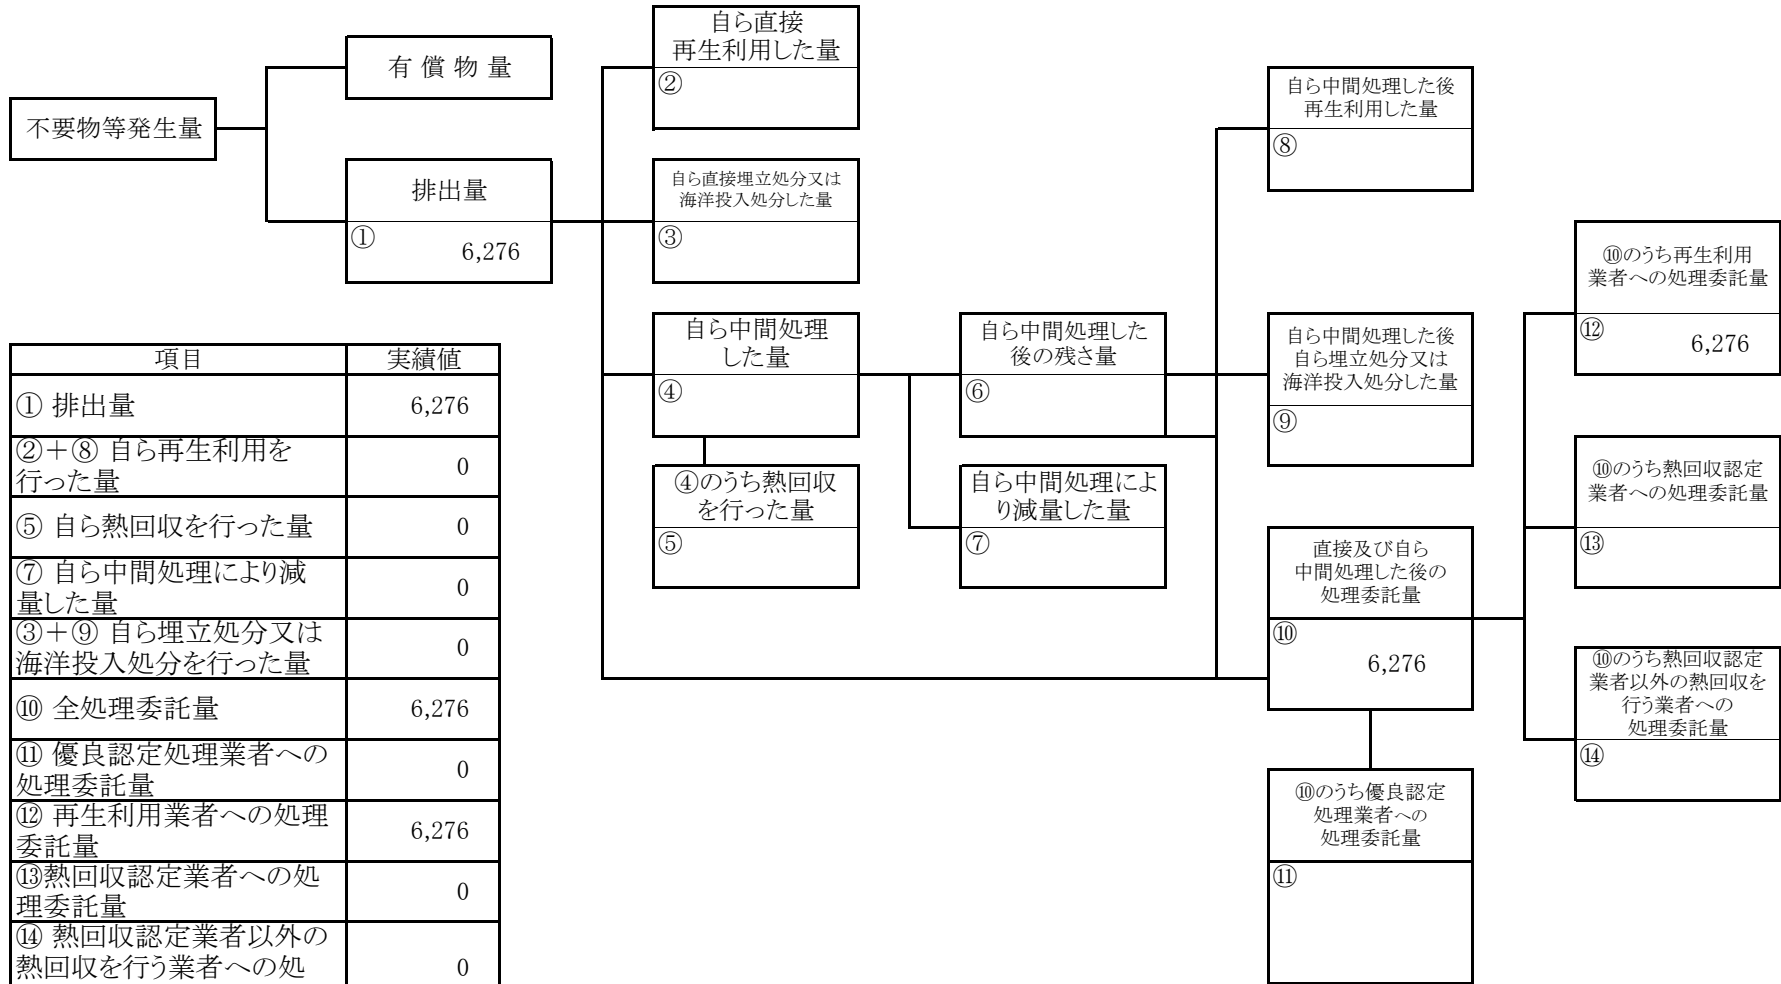 不要物等発生量
有 償 物 量
排出量
①
6,276
自ら直接
再生利用した量
②
自ら直接埋立処分又は
海洋投入処分した量
③
自ら中間処理
した量
④
④のうち熱回収
を行った量
⑤
自ら中間処理した
後の残さ量
⑥
自ら中間処理によ
り減量した量
⑦
自ら中間処理した後
再生利用した量
⑧
自ら中間処理した後
自ら埋立処分又は
海洋投入処分した量
⑨
直接及び自ら
中間処理した後の
処理委託量
⑩
6,276
⑩のうち優良認定
処理業者への
処理委託量
⑪
⑩のうち再生利用
業者への処理委託量
⑫
6,276
⑩のうち熱回収認定
業者への処理委託量
⑬
⑩のうち熱回収認定
業者以外の熱回収を
行う業者への
処理委託量
⑭
項目 実績値
① 排出量 6,276
②＋⑧ 自ら再生利用を
行った量 0
⑤ 自ら熱回収を行った量 0
⑦ 自ら中間処理により減
量した量 0
③＋⑨ 自ら埋立処分又は
海洋投入処分を行った量 0
⑩ 全処理委託量 6,276
⑪ 優良認定処理業者への
処理委託量 0
⑫ 再生利用業者への処理
委託量 6,276
⑬熱回収認定業者への処
理委託量 0
⑭ 熱回収認定業者以外の
熱回収を行う業者への処 0